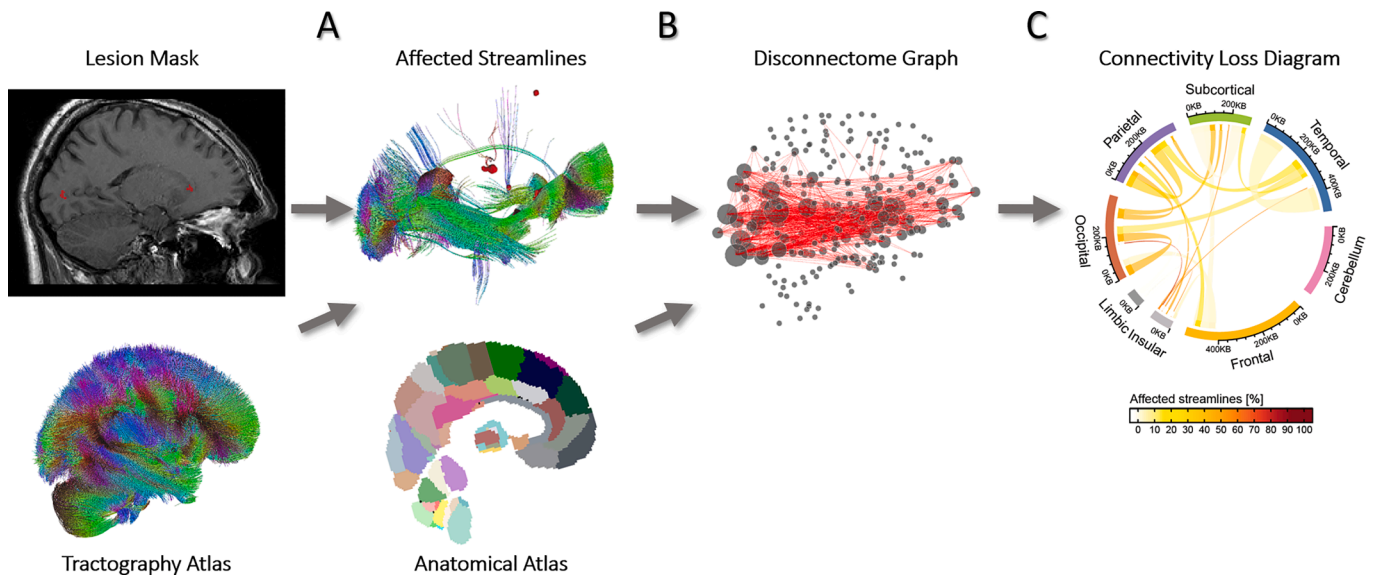 A
B
C
Lesion Mask
Affected Streamlines
Disconnectome Graph
Connectivity Loss Diagram
Subcortical
0KB
200KB
Temporal
0KB
200KB
400KB
Cerebellum
0KB
200KB
Frontal
0KB
200KB
400KB
Insular
0KB
Limbic
0KB
Occipital
0KB
200KB
Parietal
0KB
200KB
Affected streamlines [%]
0 10 20 30 40 50 60 70 80 90 100
Tractography Atlas
Anatomical Atlas